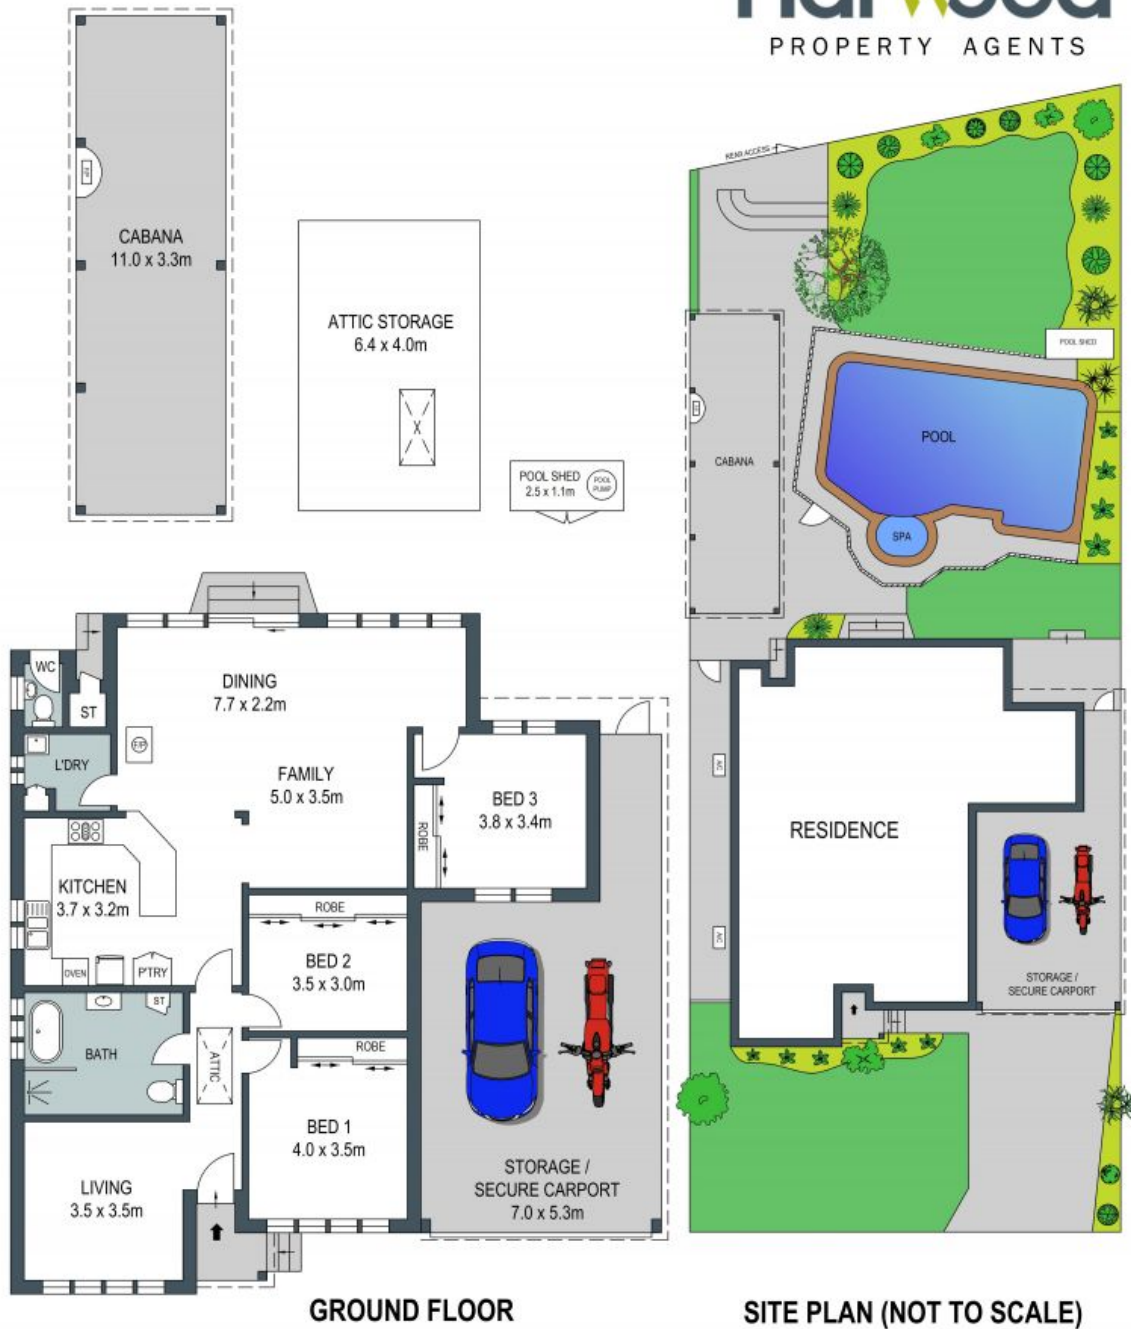 Harwood
PROPERTY AGENTS
CABANA
11.0 x 3.3m
F/P
ATTIC STORAGE
6.4 x 4.0m
X
POOL SHED
2.5 x 1.1m
POOL
PUMP
WC
ST
DINING
7.7 x 2.2m
F/P
L'DRY
FAMILY
5.0 x 3.5m
BED 3
3.8 x 3.4m
ROBE
KITCHEN
3.7 x 3.2m
OVEN
P'TRY
ROBE
BED 2
3.5 x 3.0m
ST
BATH
ATTIC
ROBE
BED 1
4.0 x 3.5m
LIVING
3.5 x 3.5m
STORAGE /
SECURE CARPORT
7.0 x 5.3m
GROUND FLOOR
REAR ACCESS
POOL SHED
POOL
CABANA
SPA
A/C
RESIDENCE
A/C
STORAGE /
SECURE CARPORT
SITE PLAN (NOT TO SCALE)